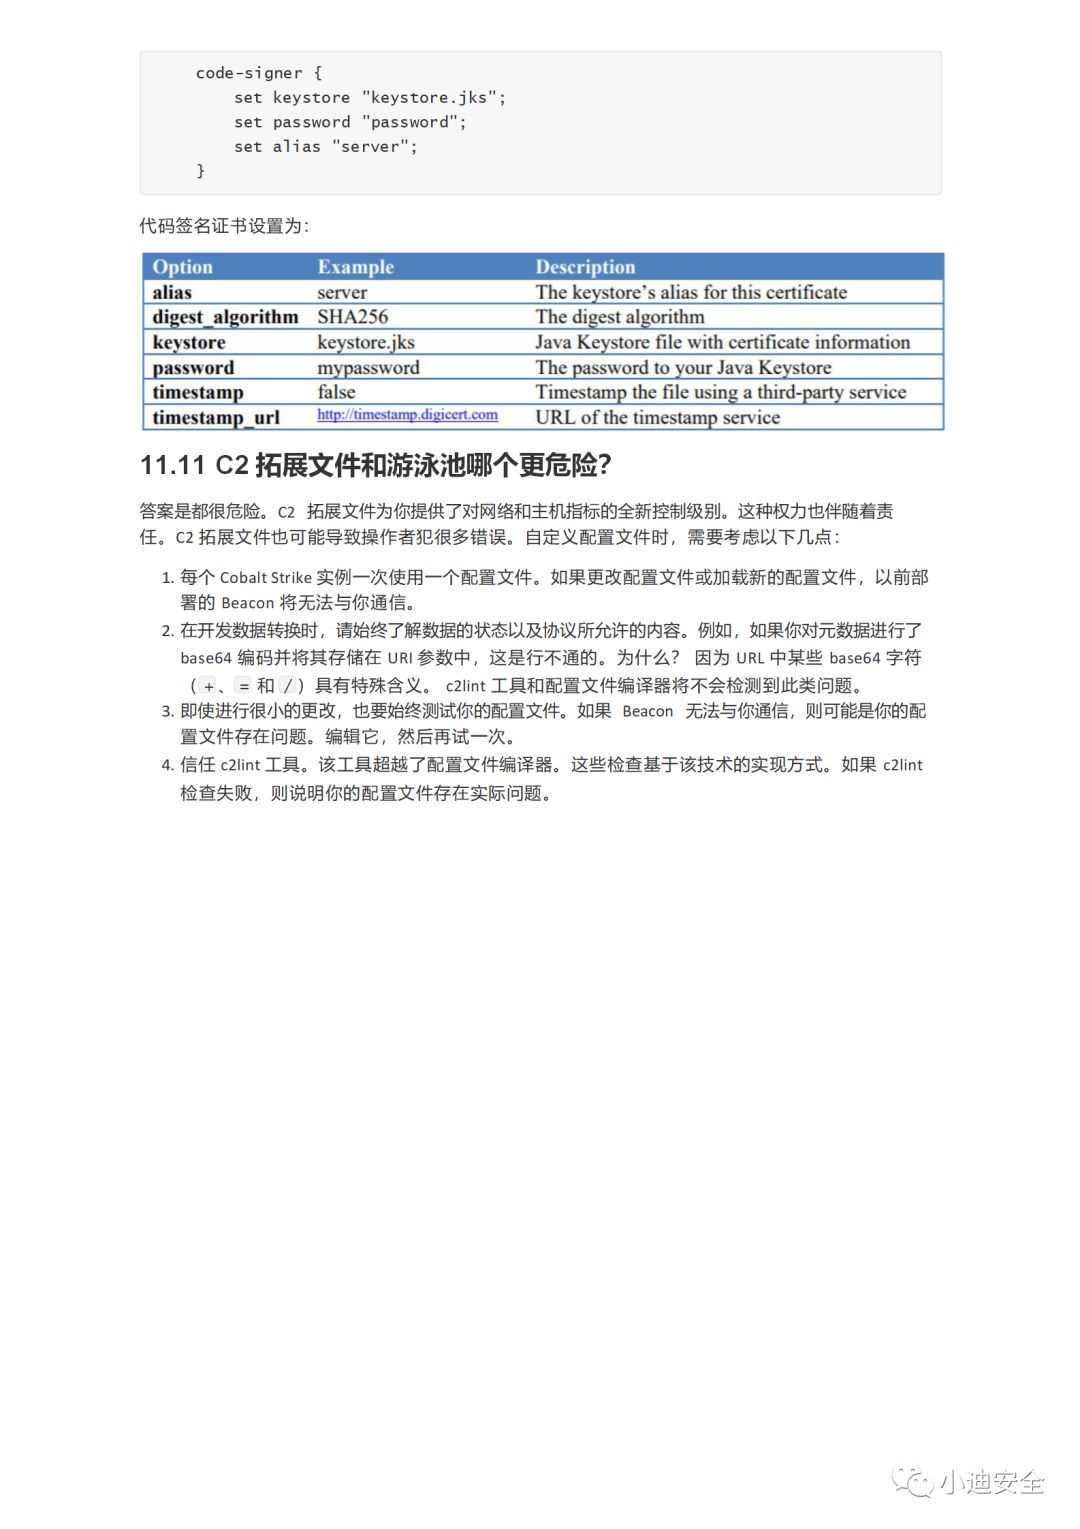 code-signer {
set keystore "keystore.jks";
set password "password";
set alias "server";
}
代码签名证书设置为：
Option Example Description
alias server The keystore's alias for this certificate
digest_algorithm SHA256 The digest algorithm
keystore keystore.jks Java Keystore file with certificate information
password mypassword The password to your Java Keystore
timestamp false Timestamp the file using a third-party service
timestamp_url http://timestamp.digicert.com URL of the timestamp service
11.11 C2 拓展文件和游泳池哪个更危险？
答案是都很危险。C2 拓展文件为你提供了对网络和主机指标的全新控制级别。这种权力也伴随着责
任。C2 拓展文件也可能导致操作者犯很多错误。自定义配置文件时，需要考虑以下几点：
1. 每个 Cobalt Strike 实例一次使用一个配置文件。如果更改配置文件或加载新的配置文件，以前部
署的 Beacon 将无法与你通信。
2. 在开发数据转换时，请始终了解数据的状态以及协议所允许的内容。例如，如果你对元数据进行了
base64 编码并将其存储在 URI 参数中，这是行不通的。为什么？ 因为 URL 中某些 base64 字符
（+、= 和 /）具有特殊含义。 c2lint 工具和配置文件编译器将不会检测到此类问题。
3. 即使进行很小的更改，也要始终测试你的配置文件。如果 Beacon 无法与你通信，则可能是你的配
置文件存在问题。编辑它，然后再试一次。
4. 信任 c2lint 工具。该工具超越了配置文件编译器。这些检查基于该技术的实现方式。如果 c2lint
检查失败，则说明你的配置文件存在实际问题。
小迪安全